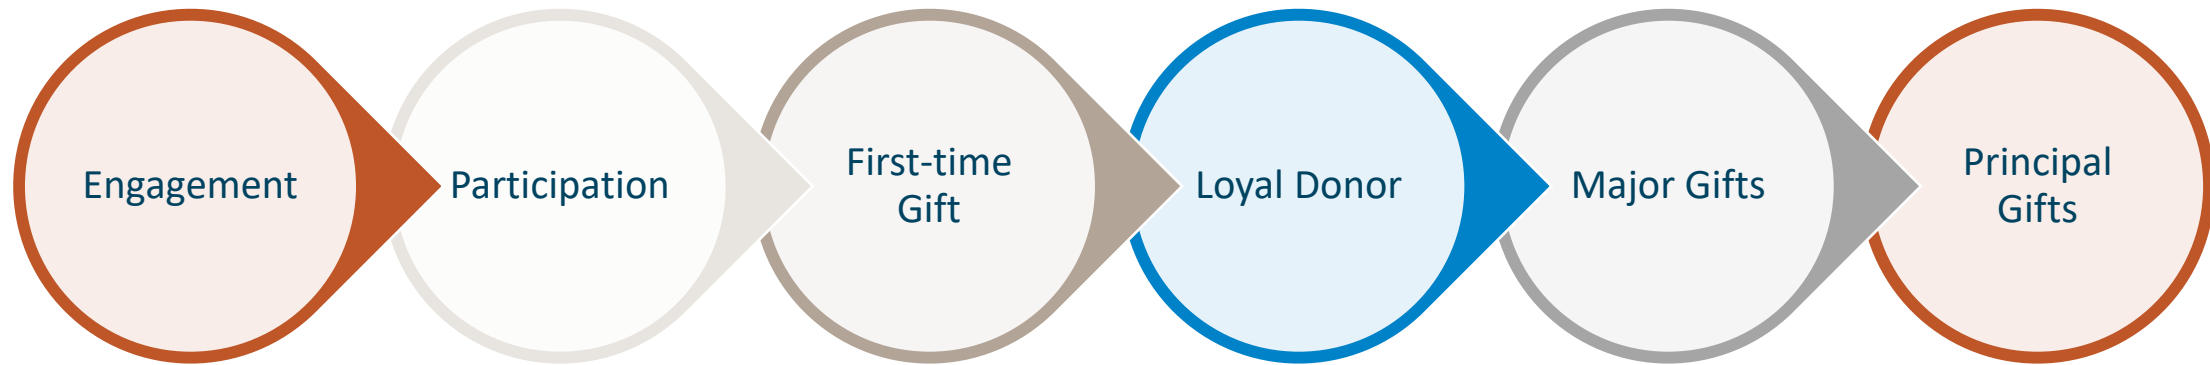 Engagement
Participation
First-time
Gift
Loyal Donor
Major Gifts
Principal
Gifts